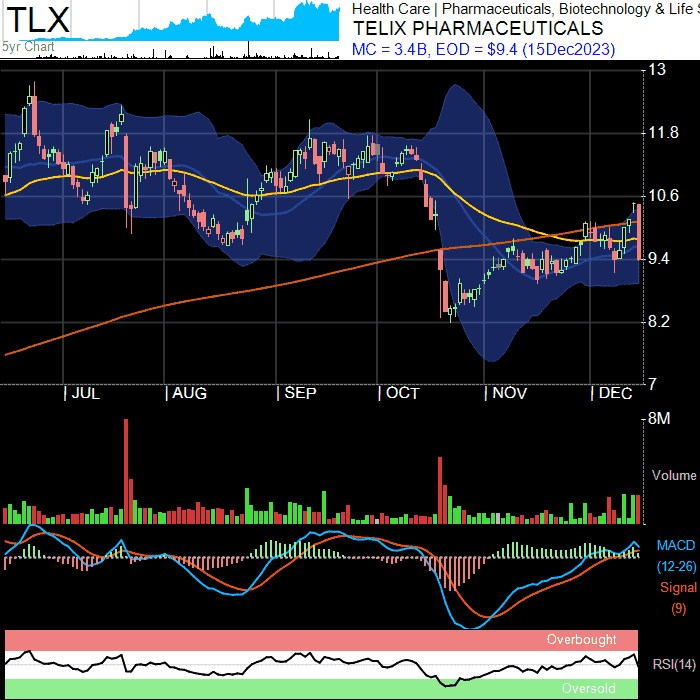 TLX
5yr Chart
Health Care | Pharmaceuticals, Biotechnology & Life S
TELIX PHARMACEUTICALS
MC = 3.4B, EOD = $9.4 (15Dec2023)
13
11.8
10.6
9.4
8.2
7
| JUL | AUG | SEP | OCT | NOV | DEC
8M
Volume
MACD
(12-26)
Signal
(9)
Overbought
RSI(14)
Oversold